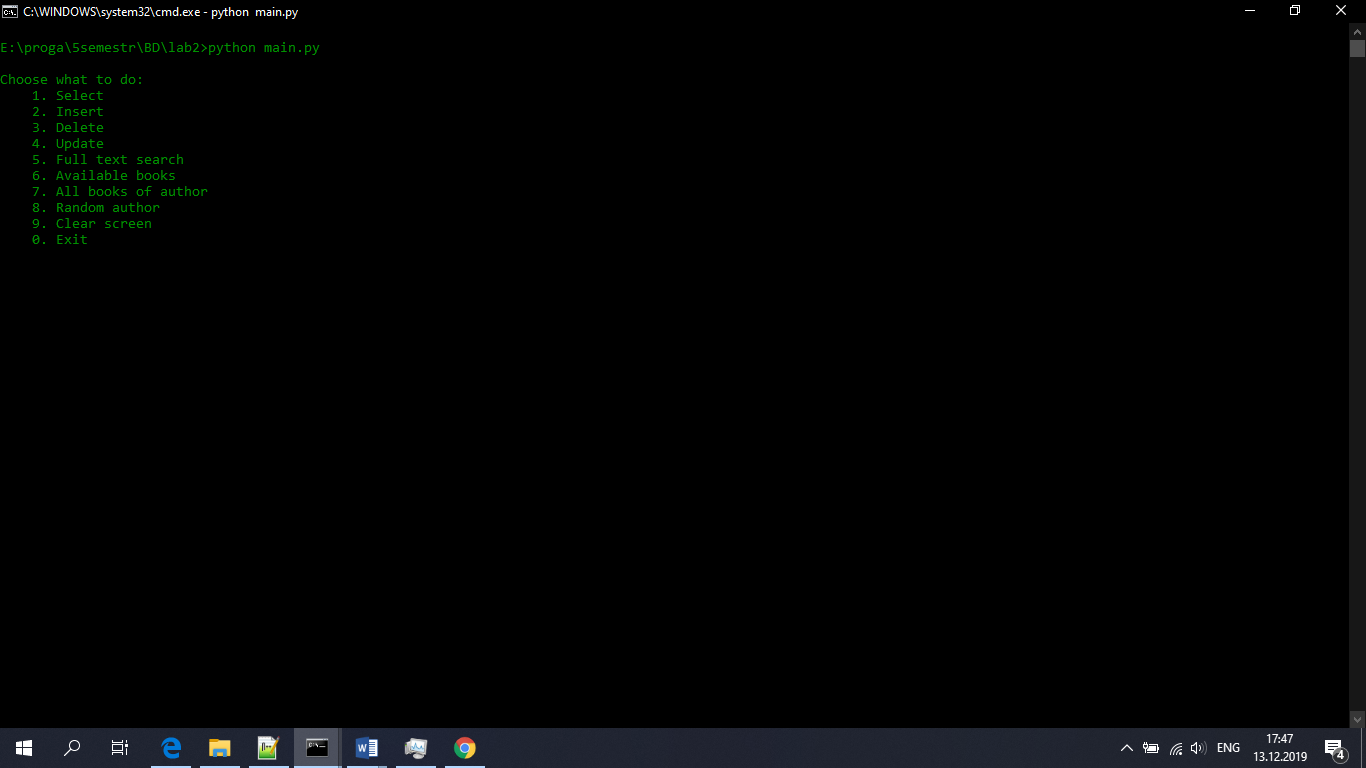 C:\WINDOWS\system32\cmd.exe - python  main.py
E:\proga\5semestr\BD\lab2>python main.py
Choose what to do:
    1. Select
    2. Insert
    3. Delete
    4. Update
    5. Full text search
    6. Available books
    7. All books of author
    8. Random author
    9. Clear screen
    0. Exit
ENG
17:47
13.12.2019
4